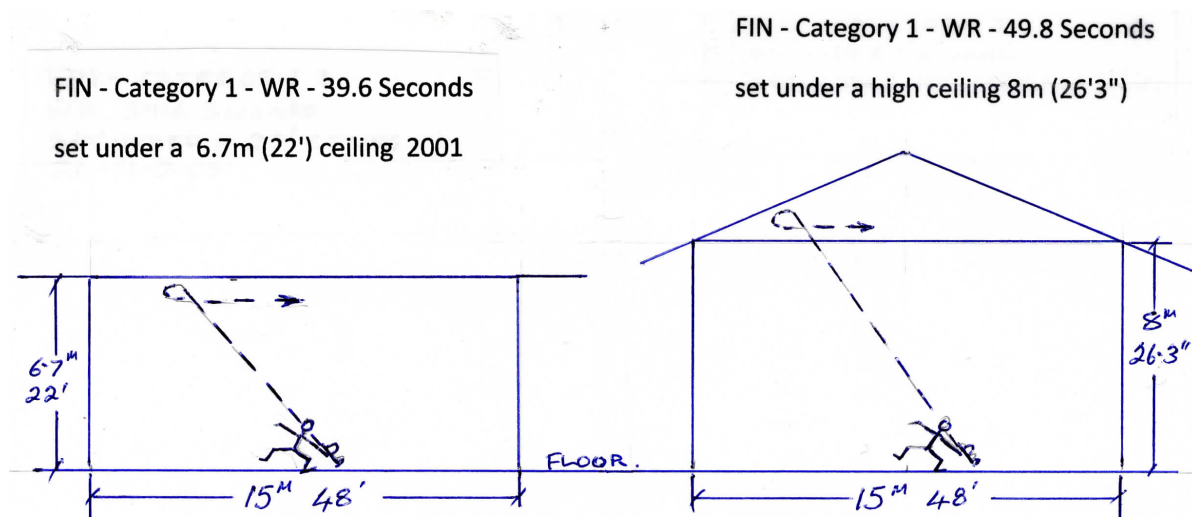 FIN - Category 1 - WR - 39.6 Seconds
set under a 6.7m (22') ceiling 2001
FIN - Category 1 - WR - 49.8 Seconds
set under a high ceiling 8m (26'3")
6.7M
22'
15M 48'
FLOOR.
8M
26.3"
15M 48'